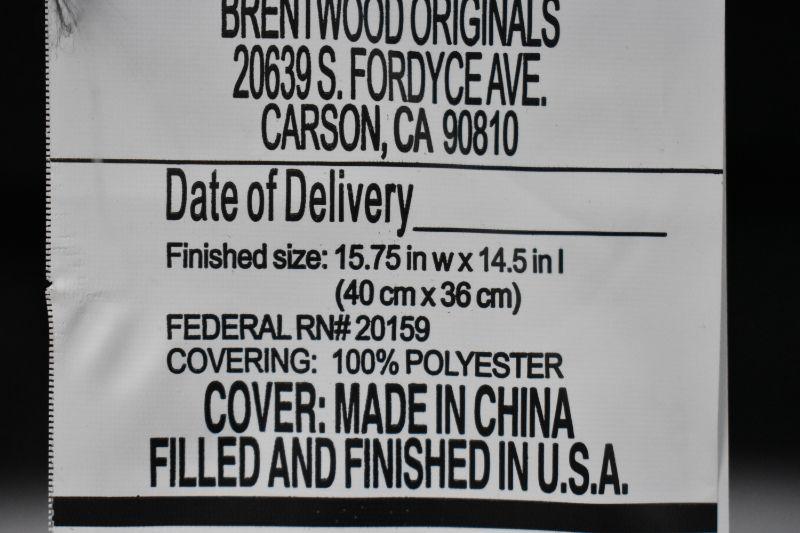 BRENTWOOD ORIGINALS
20639 S. FORDYCE AVE.
CARSON, CA 90810
Date of Delivery
Finished size: 15.75 in w x 14.5 in l
(40 cm x 36 cm)
FEDERAL RN# 20159
COVERING: 100% POLYESTER
COVER: MADE IN CHINA
FILLED AND FINISHED IN U.S.A.